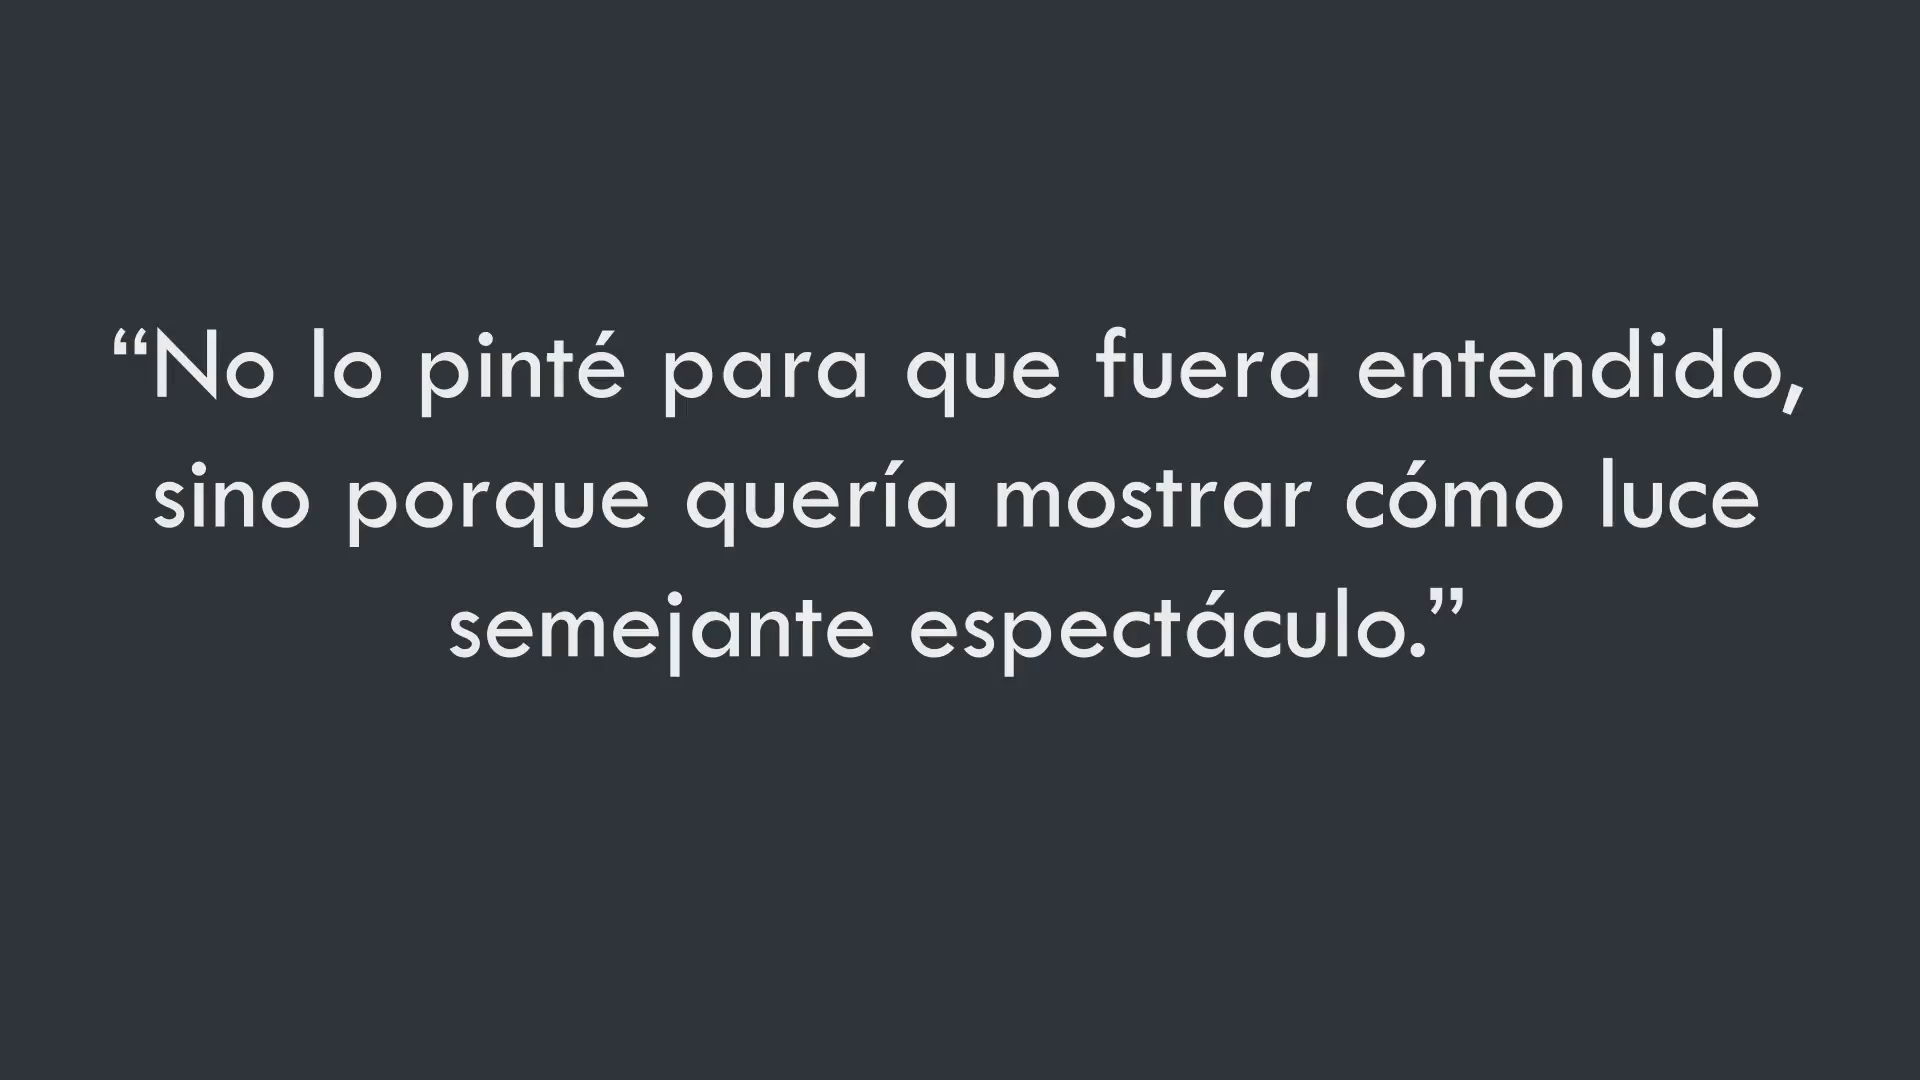 “No lo pinté para que fuera entendido,
sino porque quería mostrar cómo luce
semejante espectáculo.”